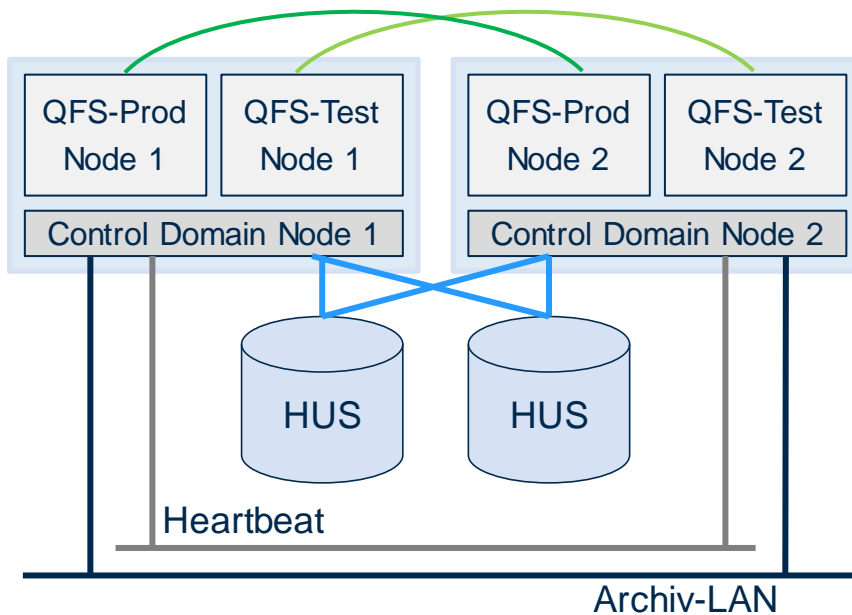 QFS-Prod
Node 1
QFS-Test
Node 1
QFS-Prod
Node 2
QFS-Test
Node 2
Control Domain Node 1
Control Domain Node 2
HUS
HUS
Heartbeat
Archiv-LAN